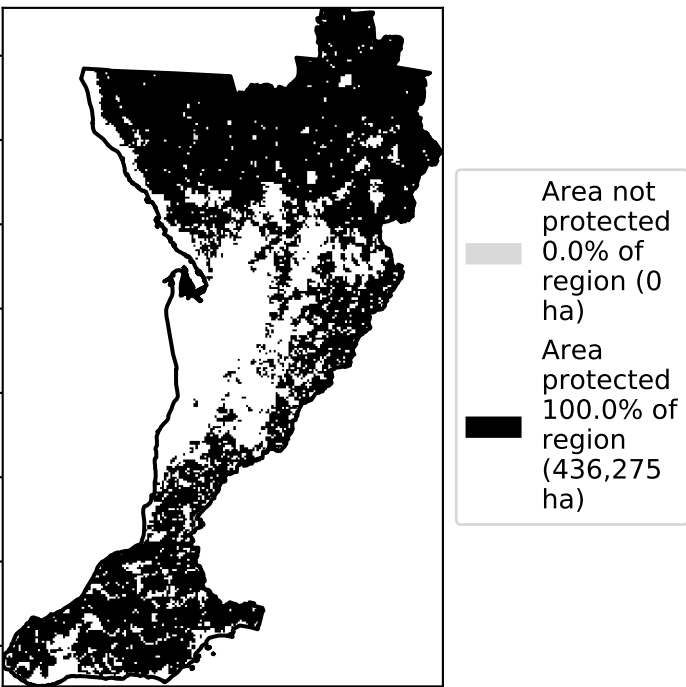 Area not
protected
0.0% of
region (0
ha)
Area
protected
100.0% of
region
(436,275
ha)